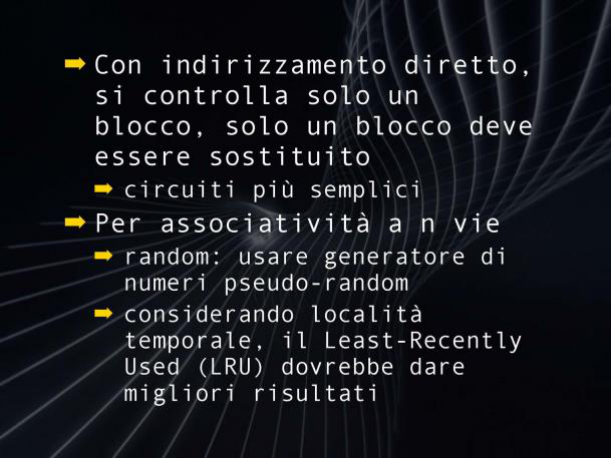 Con indirizzamento diretto,
si controlla solo un
blocco, solo un blocco deve
essere sostituito
circuiti più semplici
Per associatività a n vie
random: usare generatore di
numeri pseudo-random
considerando località
temporale, il Least-Recently
Used (LRU) dovrebbe dare
migliori risultati